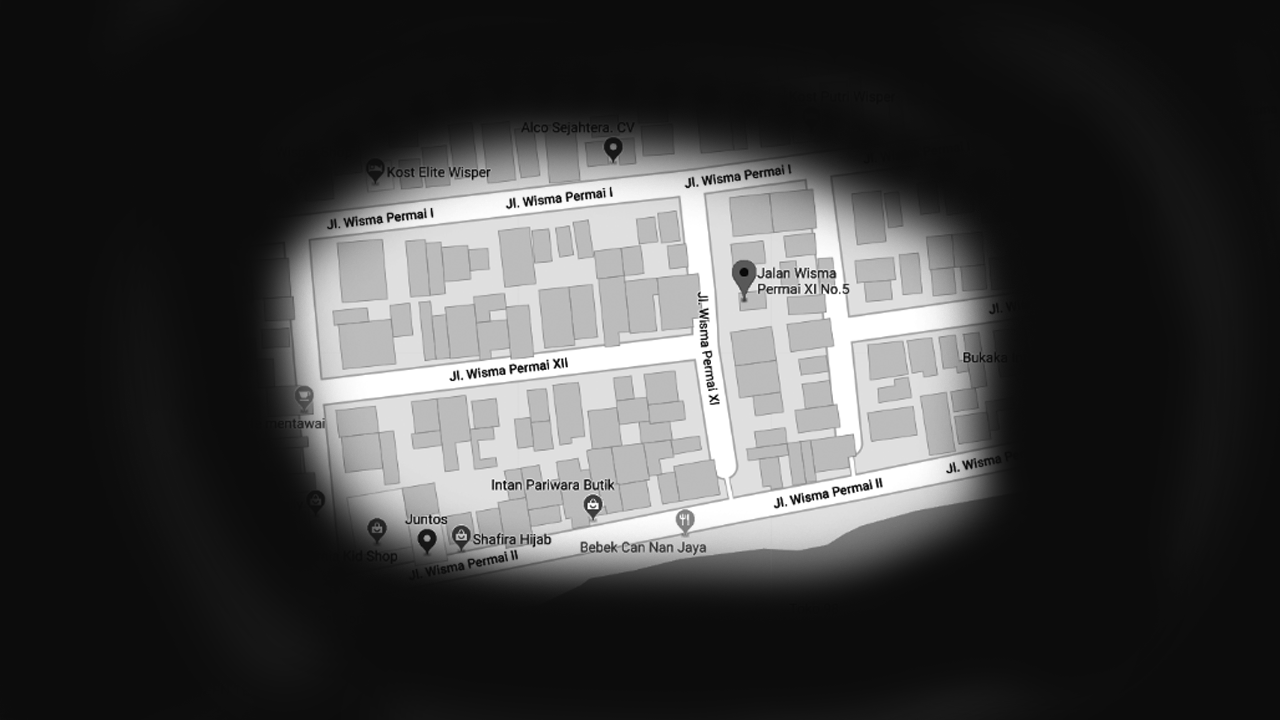 Alco Sejahtera. CV
Kost Elite Wisper
Jl. Wisma Permai I
Jl. Wisma Permai I
Jl. Wisma Permai I
Jalan Wisma
Permai XI No.5
Jl. Wisma Permai XI
Jl. Wisma Permai XII
Bukaka
Intan Pariwara Butik
Juntos
Shafira Hijab
Shop
Bebek Can Nan Jaya
Jl. Wisma Permai II
Jl. Wisma Permai II
Jl. Wisma